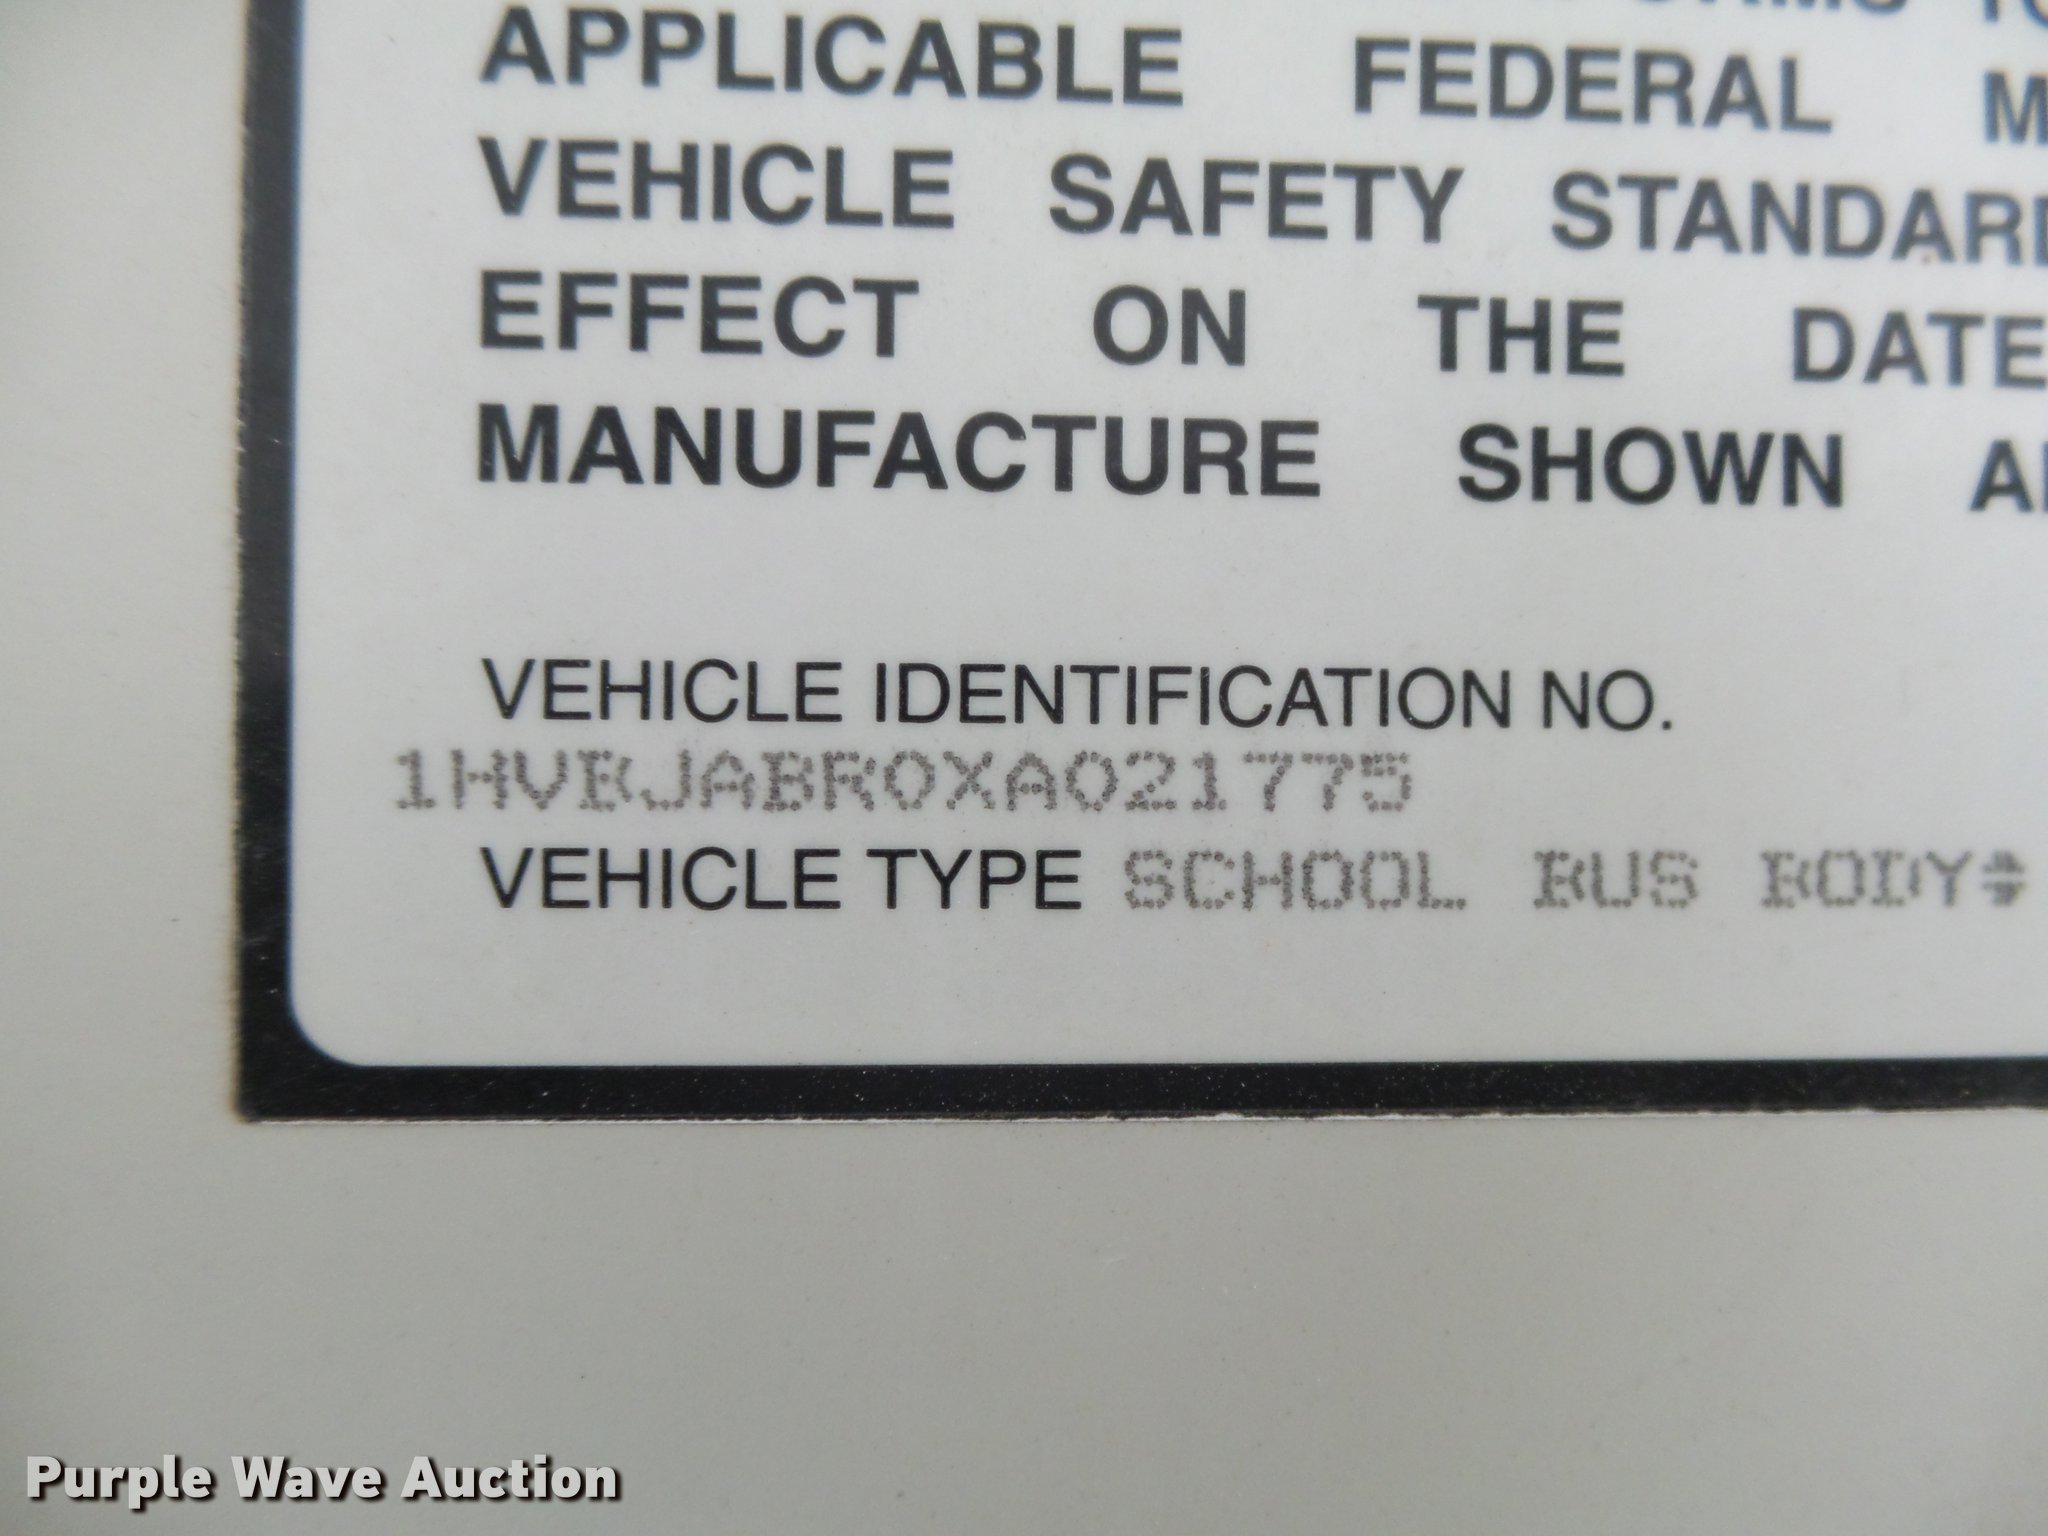 APPLICABLE FEDERAL M
VEHICLE SAFETY STANDARD
EFFECT ON THE DATE
MANUFACTURE SHOWN A
VEHICLE IDENTIFICATION NO.
1HVBJABR0XA021775
VEHICLE TYPE SCHOOL BUS BODY
Purple Wave Auction